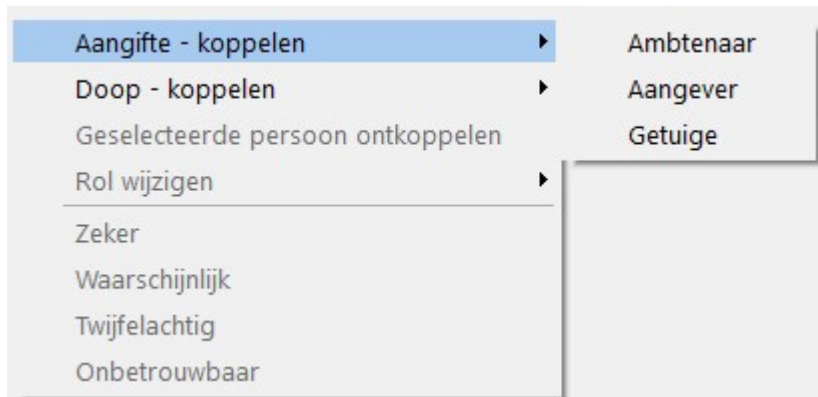 Aangifte - koppelen
Doop - koppelen
Geselecteerde persoon ontkoppelen
Rol wijzigen
Zeker
Waarschijnlijk
Twijfelachtig
Onbetrouwbaar
Ambtenaar
Aangever
Getuige